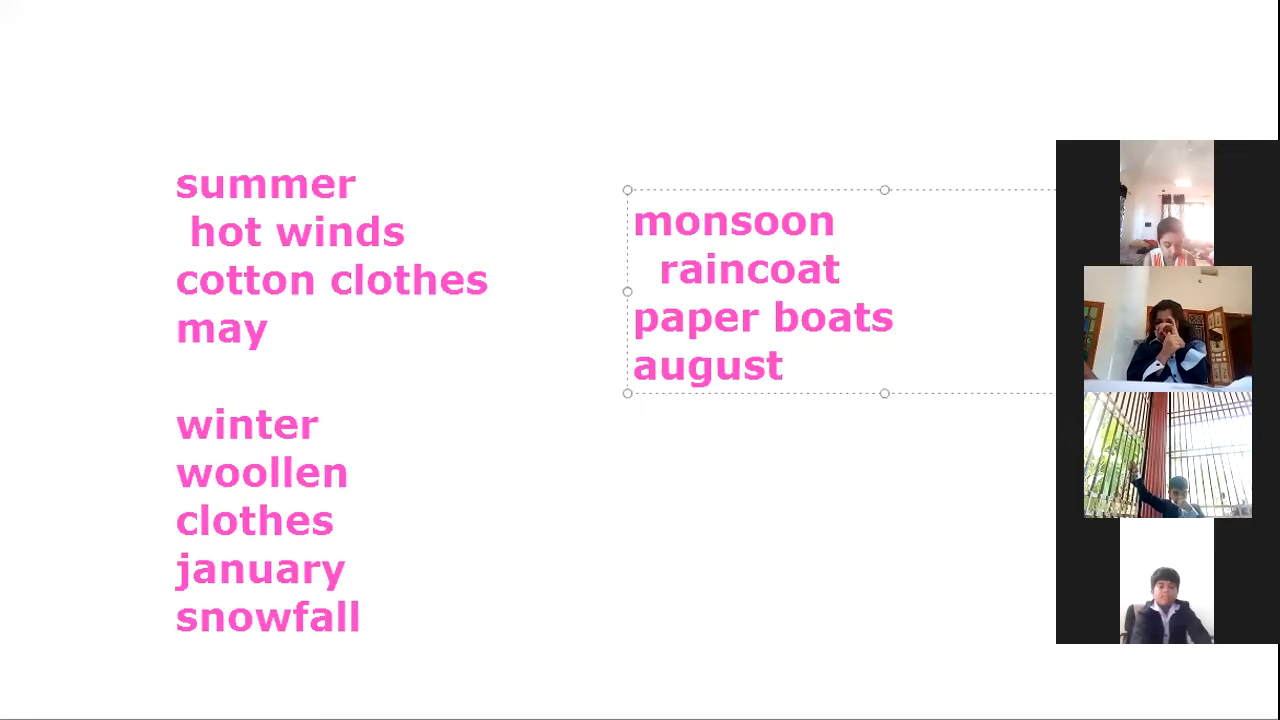 summer
hot winds
cotton clothes
may
winter
woollen
clothes
january
snowfall
monsoon
raincoat
paper boats
august